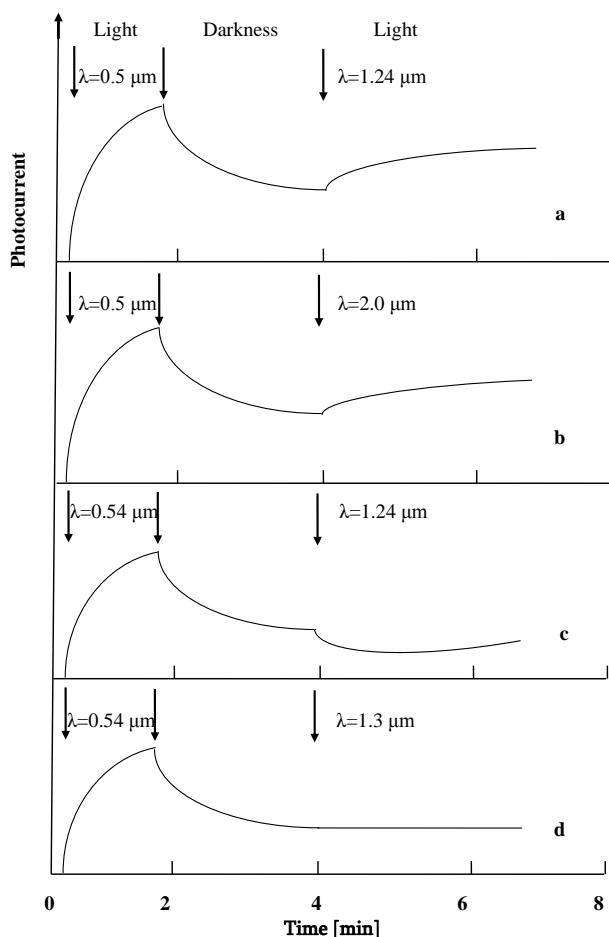 Light Darkness Light
λ=0.5 μm λ=1.24 μm
a
Photocurrent
λ=0.5 μm λ=2.0 μm
b
λ=0.54 μm λ=1.24 μm
c
λ=0.54 μm λ=1.3 μm
d
0 2 4 6 8
Time [min]